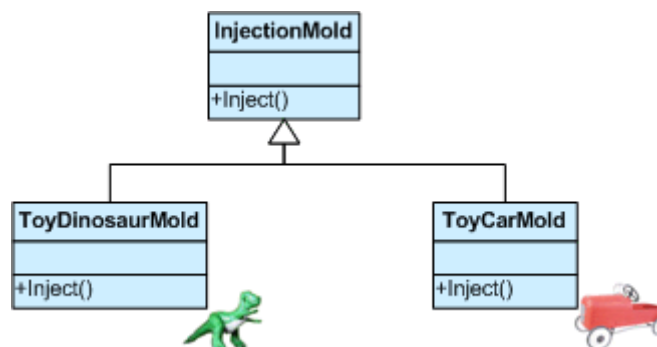 InjectionMold
+Inject()
ToyDinosaurMold
+Inject()
ToyCarMold
+Inject()